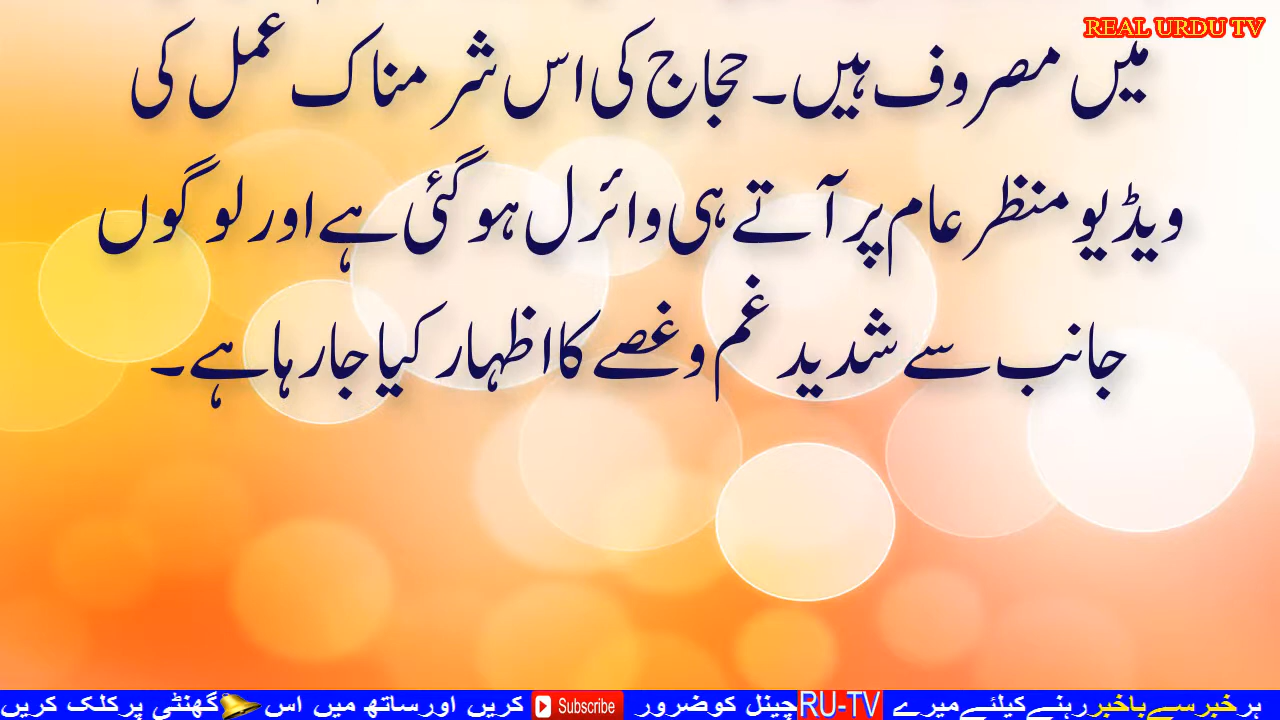 REAL URDU TV
میں مصروف ہیں۔ حجاج کی اس شرمناک عمل کی
ویڈیو منظر عام پر آتے ہی وائرل ہوگئی ہے اور لوگوں
جانب سے شدید غم و غصے کا اظہار کیا جا رہا ہے۔
ہر خبر سے باخبر رہنے کیلئے میرے RU-TV چینل کو ضرور Subscribe کریں اور ساتھ میں اس گھنٹی پر کلک کریں